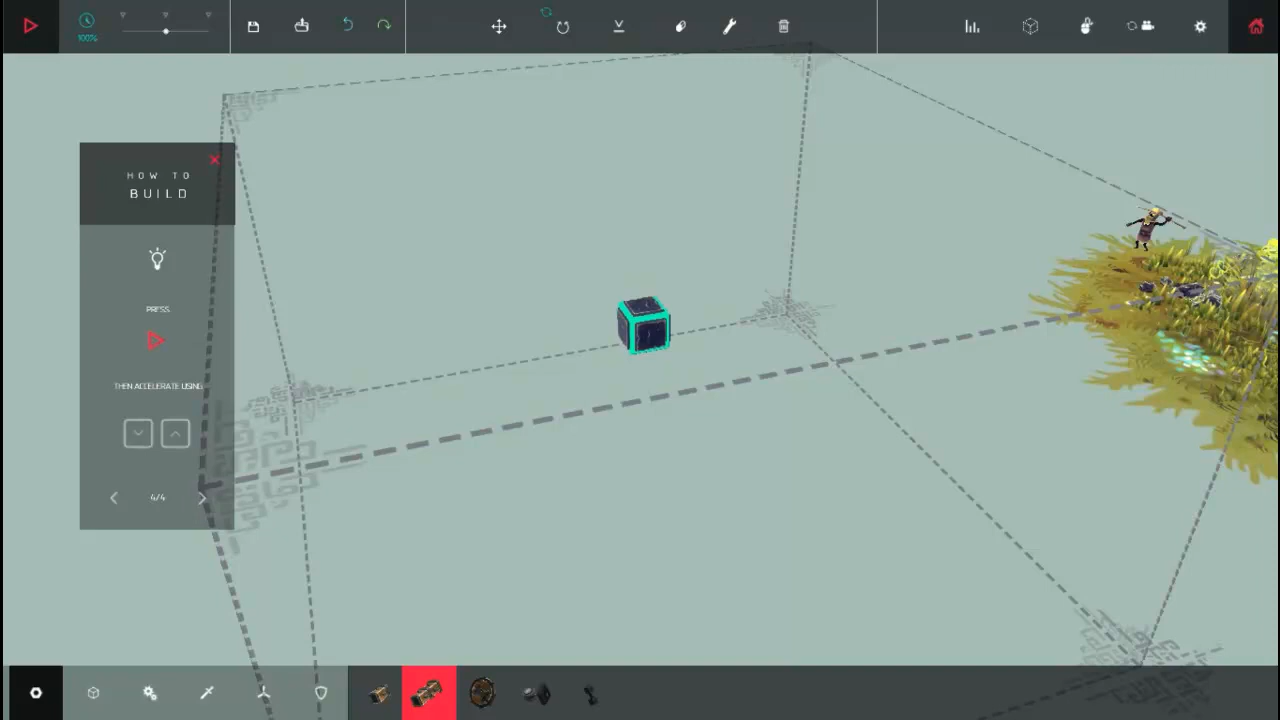 100%
HOW TO
BUILD
PRESS
THEN ACCELERATE USING
4/4